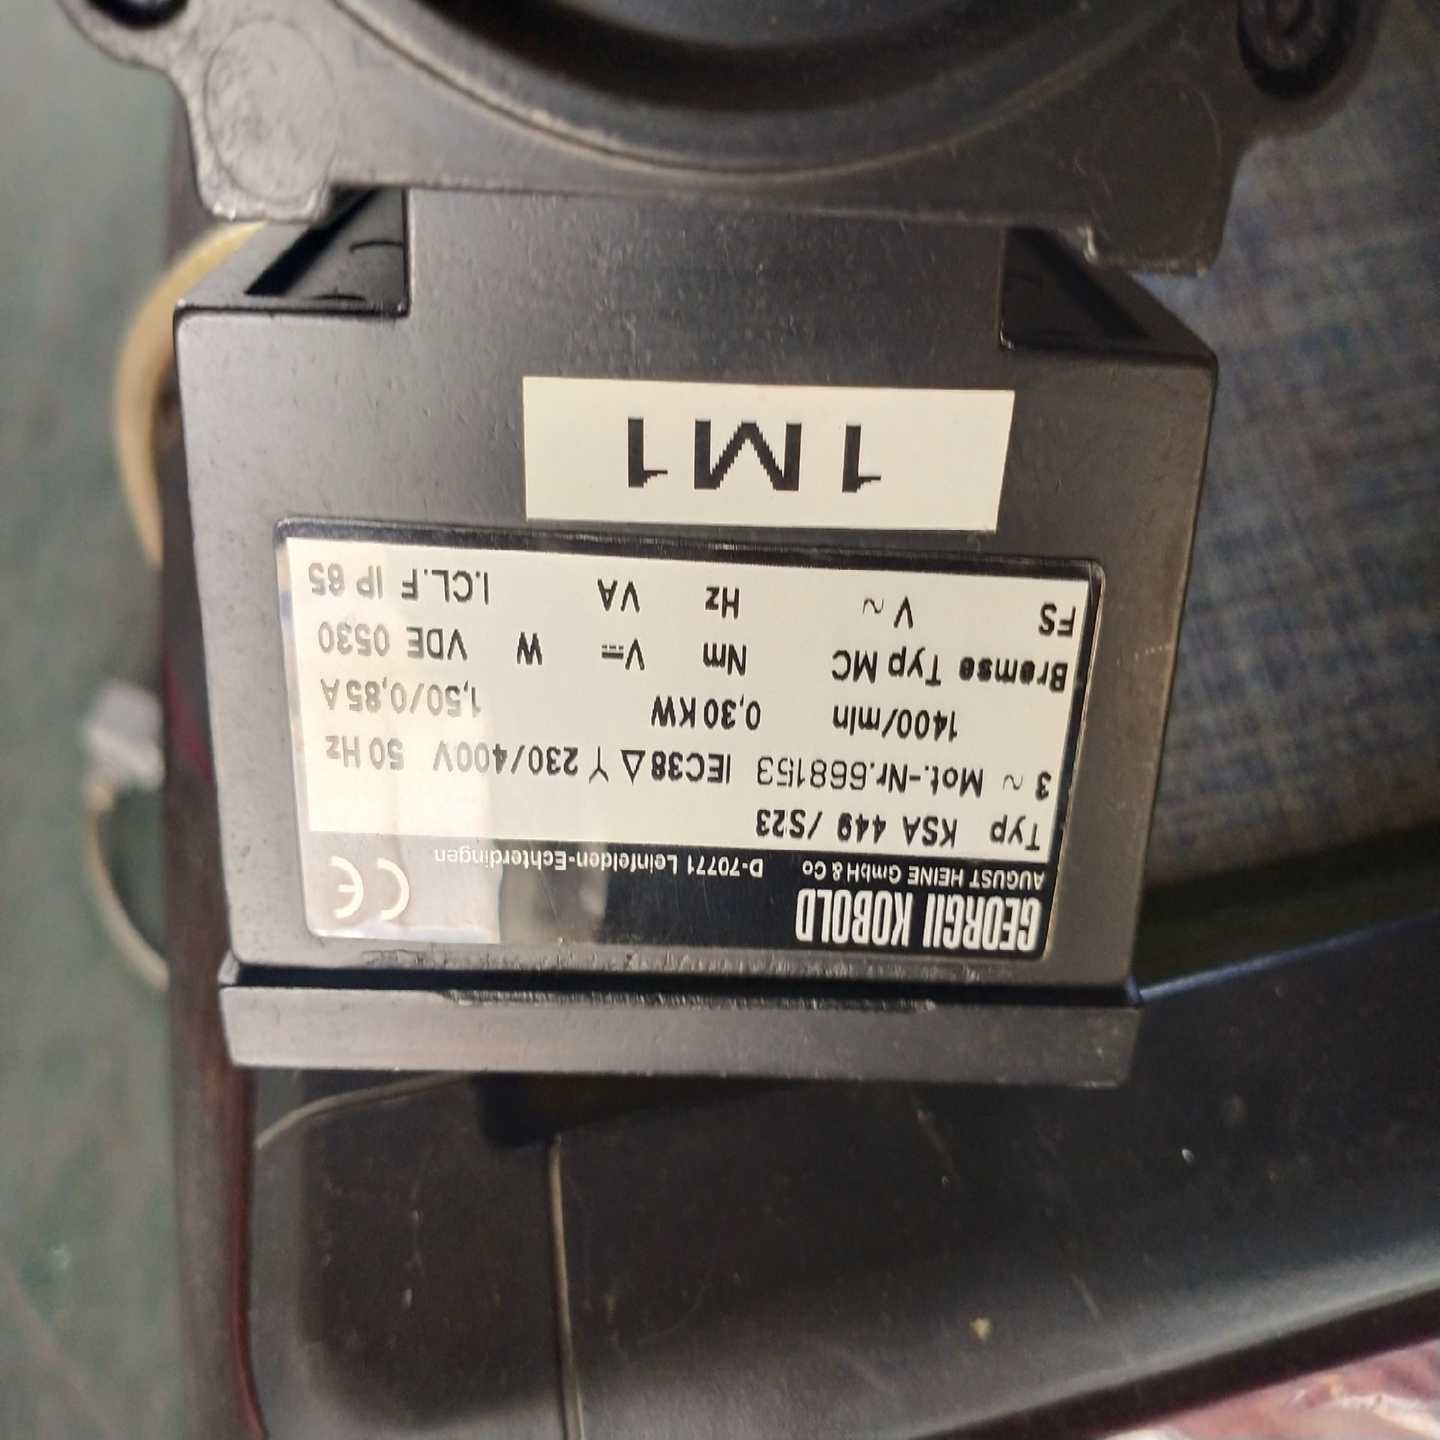 GEORGII KOBOLD
AUGUST HEINE GmbH & Co D-70771 Leinfelden-Echterdingen
CE
Typ KSA 449 /S23
3 ~ Mot.-Nr.668153 IEC38 Δ Y 230/400V 50 Hz
1400/min 0,30 KW 1,50/0,85 A
Bremse Typ MC Nm V⎓ W VDE 0530
FS V ~ Hz VA I.CL.F IP 65
1M1